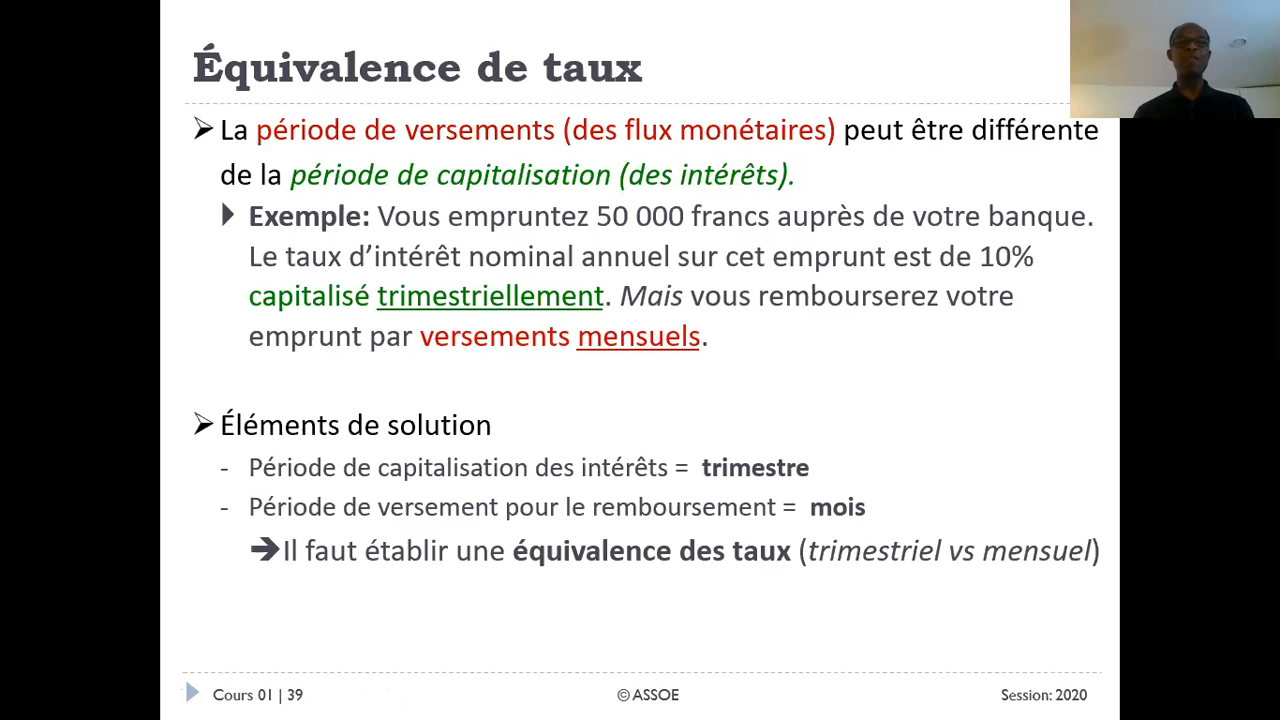 Équivalence de taux
➢ La période de versements (des flux monétaires) peut être différente
de la période de capitalisation (des intérêts).
Exemple: Vous empruntez 50 000 francs auprès de votre banque.
Le taux d’intérêt nominal annuel sur cet emprunt est de 10%
capitalisé trimestriellement. Mais vous rembourserez votre
emprunt par versements mensuels.
➢ Éléments de solution
- Période de capitalisation des intérêts = trimestre
- Période de versement pour le remboursement = mois
➔ Il faut établir une équivalence des taux (trimestriel vs mensuel)
Cours 01 | 39
© ASSOE
Session: 2020